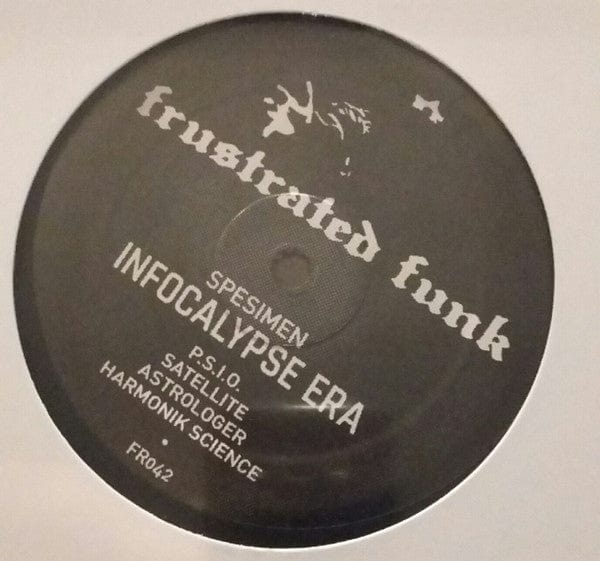 frustrated funk
SPESIMEN
INFOCALYPSE ERA
P.S.I.O.
SATELLITE
ASTROLOGER
HARMONIK SCIENCE
FR042